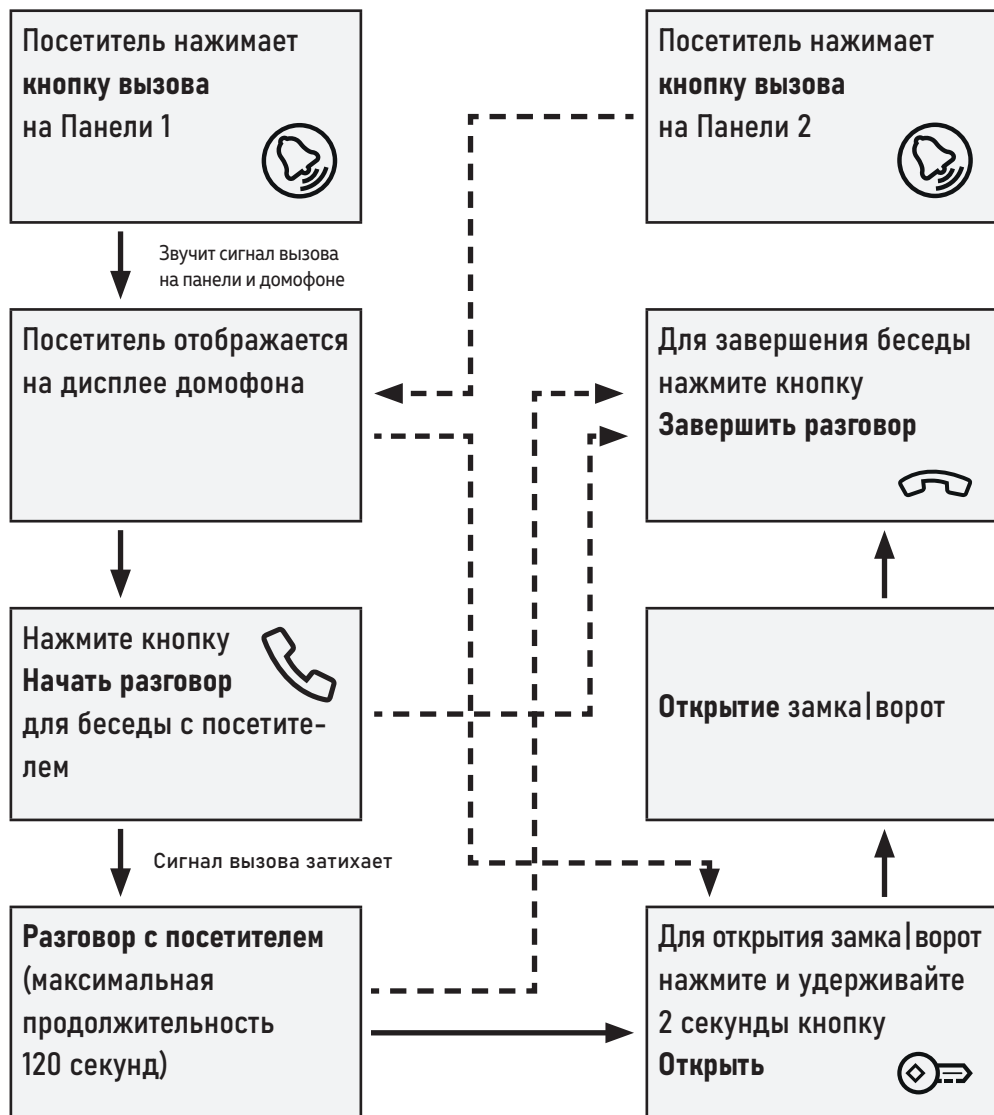 Посетитель нажимает
кнопку вызова
на Панели 1
Посетитель нажимает
кнопку вызова
на Панели 2
Звучит сигнал вызова
на панели и домофоне
Посетитель отображается
на дисплее домофона
Для завершения беседы
нажмите кнопку
Завершить разговор
Нажмите кнопку
Начать разговор
для беседы с посетите-
лем
Открытие замка|ворот
Сигнал вызова затихает
Разговор с посетителем
(максимальная
продолжительность
120 секунд)
Для открытия замка|ворот
нажмите и удерживайте
2 секунды кнопку
Открыть